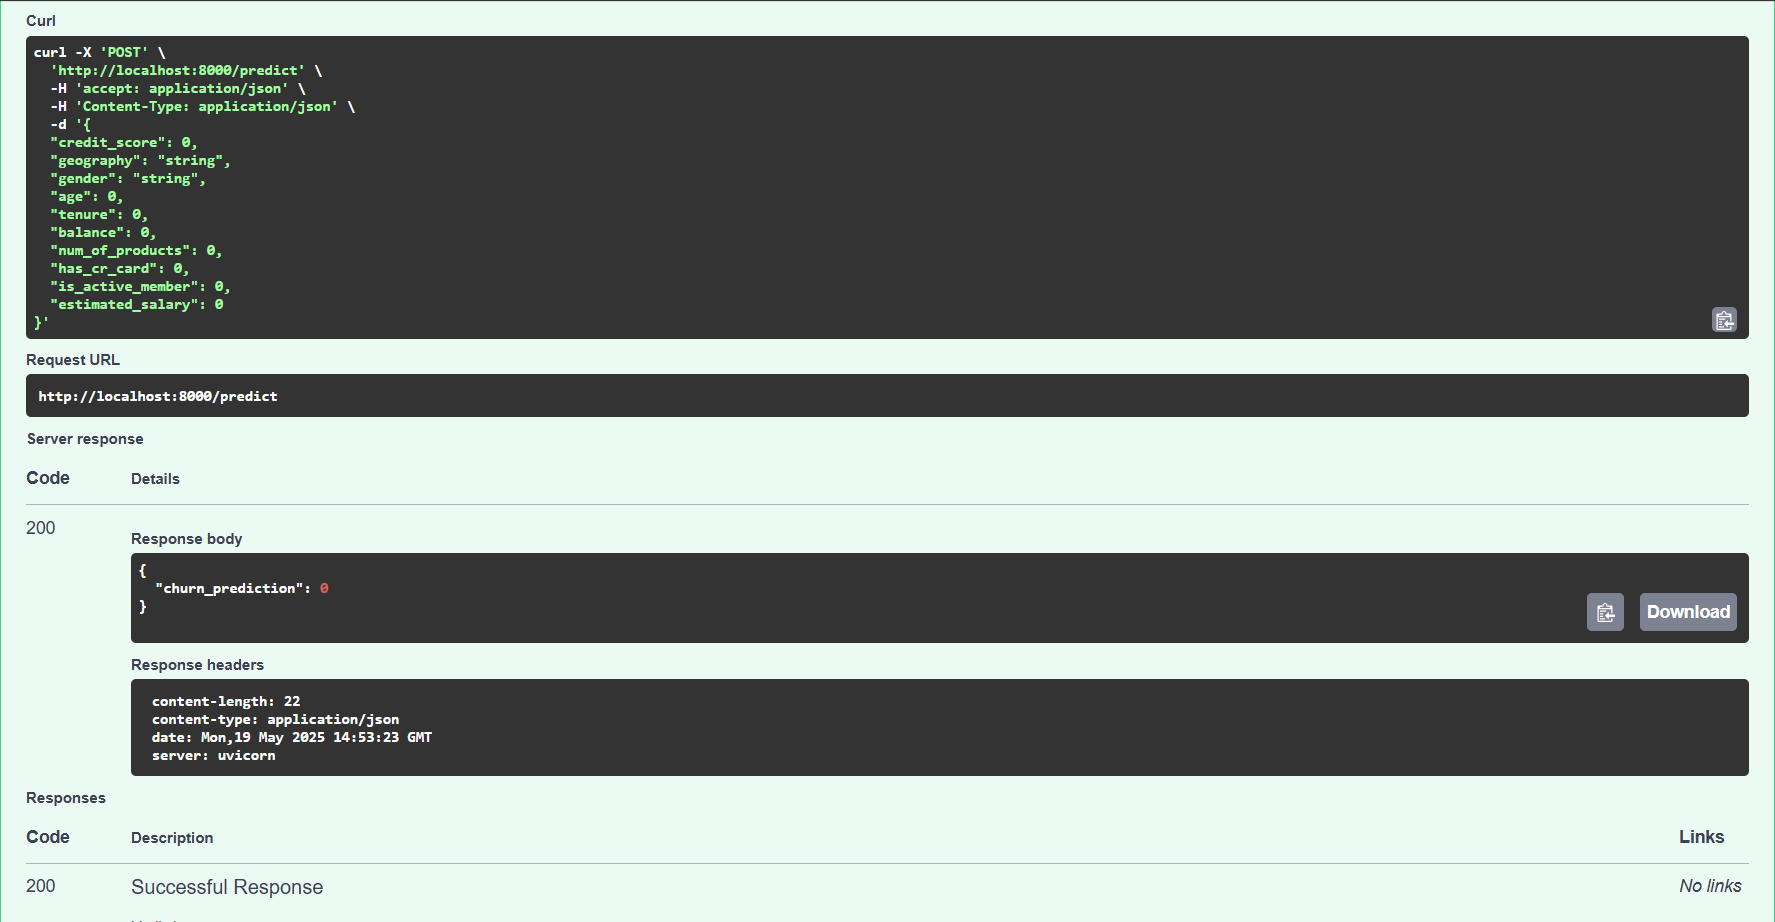 Curl
curl -X 'POST' \
'http://localhost:8000/predict' \
-H 'accept: application/json' \
-H 'Content-Type: application/json' \
-d '{
"credit_score": 0,
"geography": "string",
"gender": "string",
"age": 0,
"tenure": 0,
"balance": 0,
"num_of_products": 0,
"has_cr_card": 0,
"is_active_member": 0,
"estimated_salary": 0
}'
Request URL
http://localhost:8000/predict
Server response
Code Details
200
Response body
{
"churn_prediction": 0
}
Download
Response headers
content-length: 22
content-type: application/json
date: Mon,19 May 2025 14:53:23 GMT
server: uvicorn
Responses
Code Description Links
200 Successful Response No links